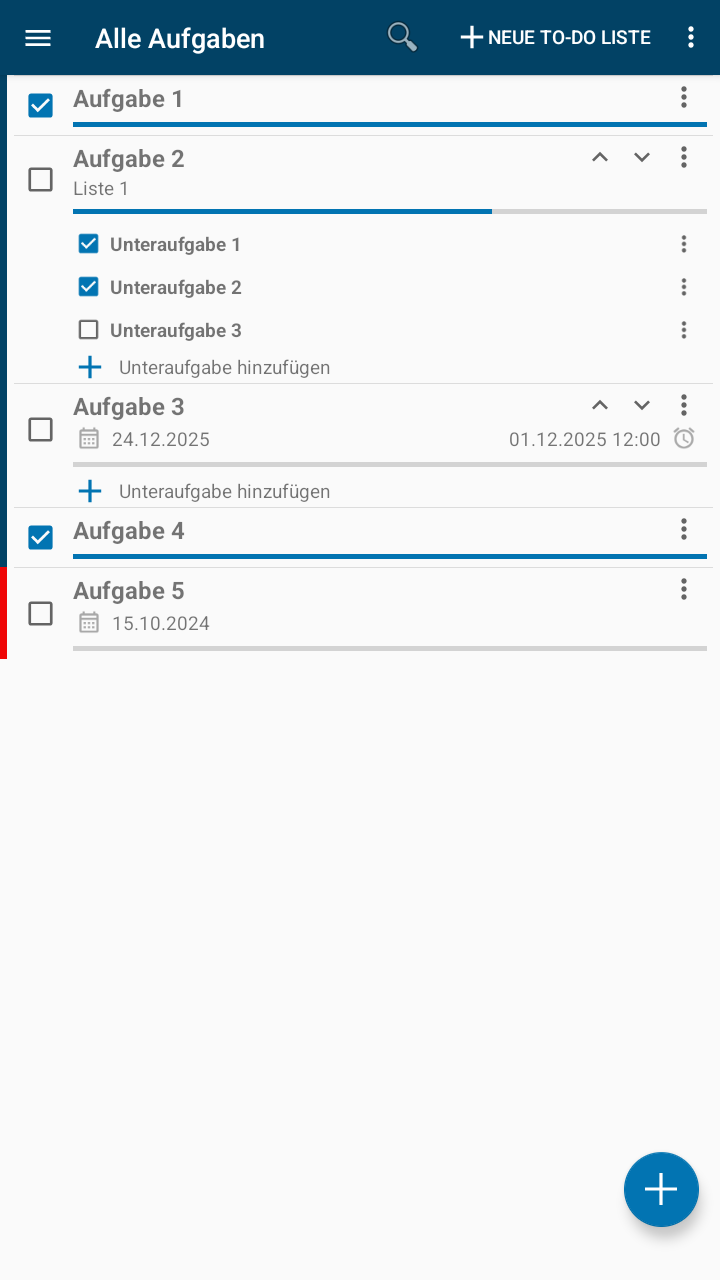 Alle Aufgaben
NEUE TO-DO LISTE
Aufgabe 1
Aufgabe 2
Liste 1
Unteraufgabe 1
Unteraufgabe 2
Unteraufgabe 3
Unteraufgabe hinzufügen
Aufgabe 3
24.12.2025 01.12.2025 12:00
Unteraufgabe hinzufügen
Aufgabe 4
Aufgabe 5
15.10.2024